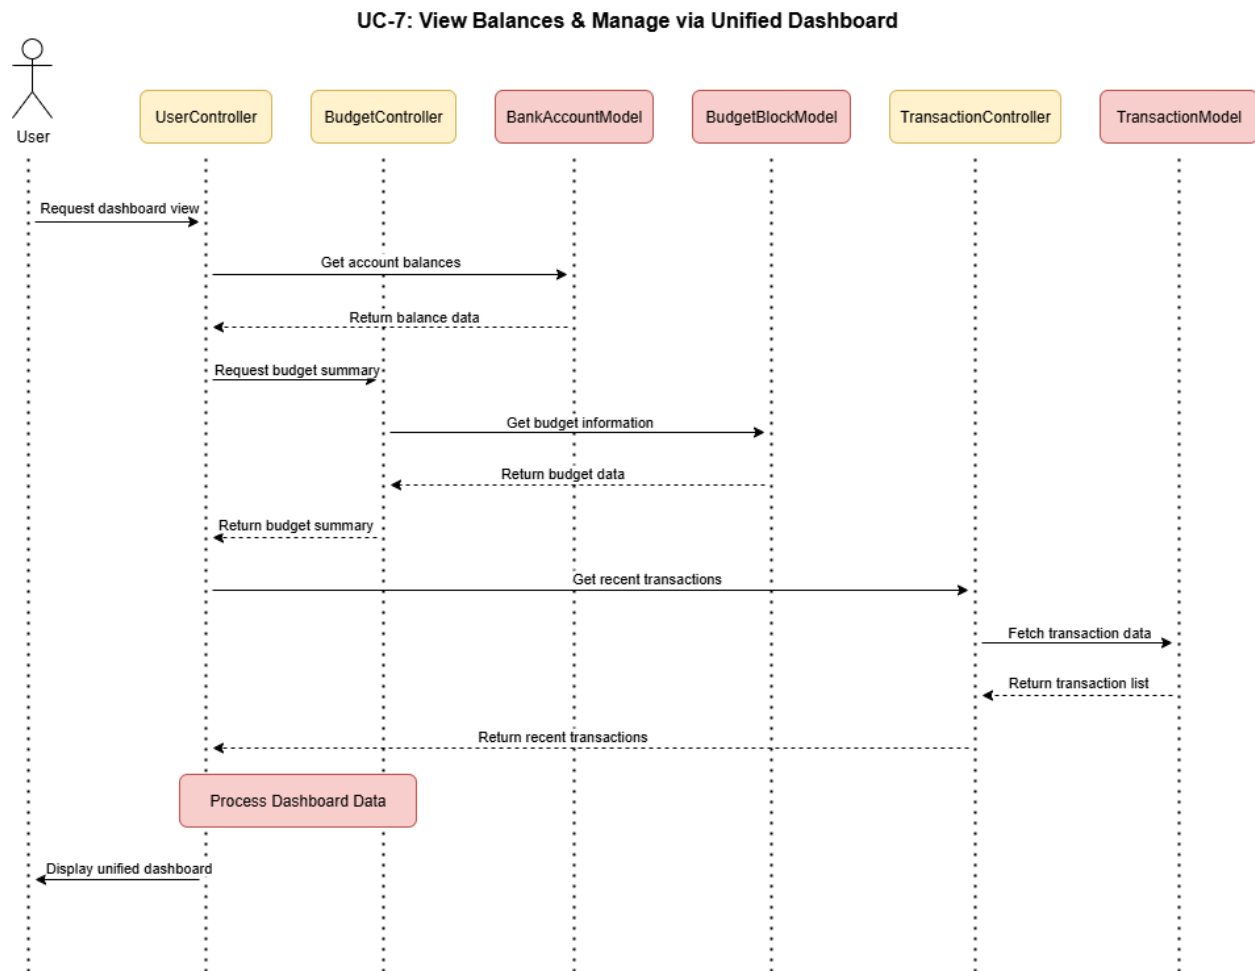 UC-7: View Balances & Manage via Unified Dashboard
User
UserController
BudgetController
BankAccountModel
BudgetBlockModel
TransactionController
TransactionModel
Request dashboard view
Get account balances
Return balance data
Request budget summary
Get budget information
Return budget data
Return budget summary
Get recent transactions
Fetch transaction data
Return transaction list
Return recent transactions
Process Dashboard Data
Display unified dashboard